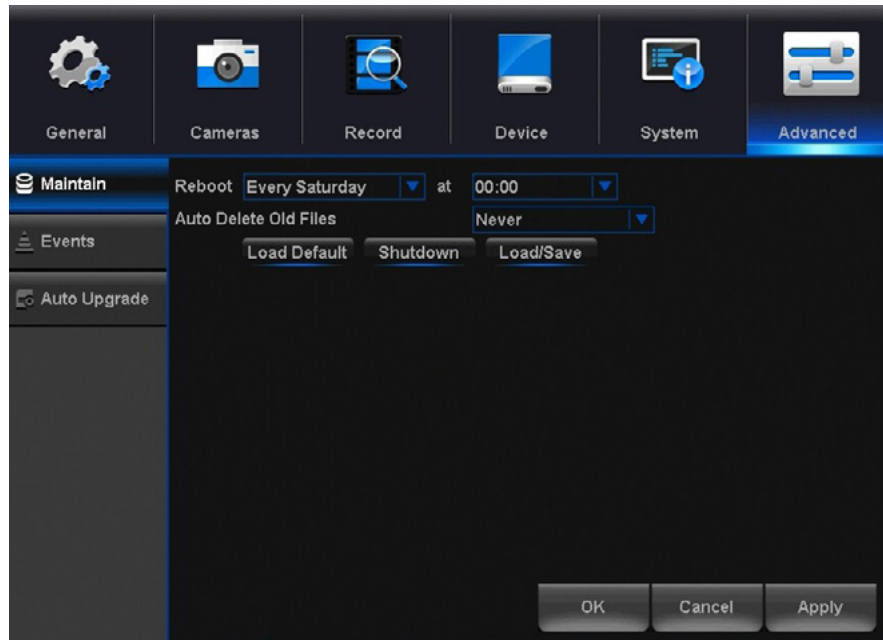 General Cameras Record Device System Advanced
Maintain
Reboot Every Saturday at 00:00
Auto Delete Old Files Never
Events
Load Default Shutdown Load/Save
Auto Upgrade
OK Cancel Apply